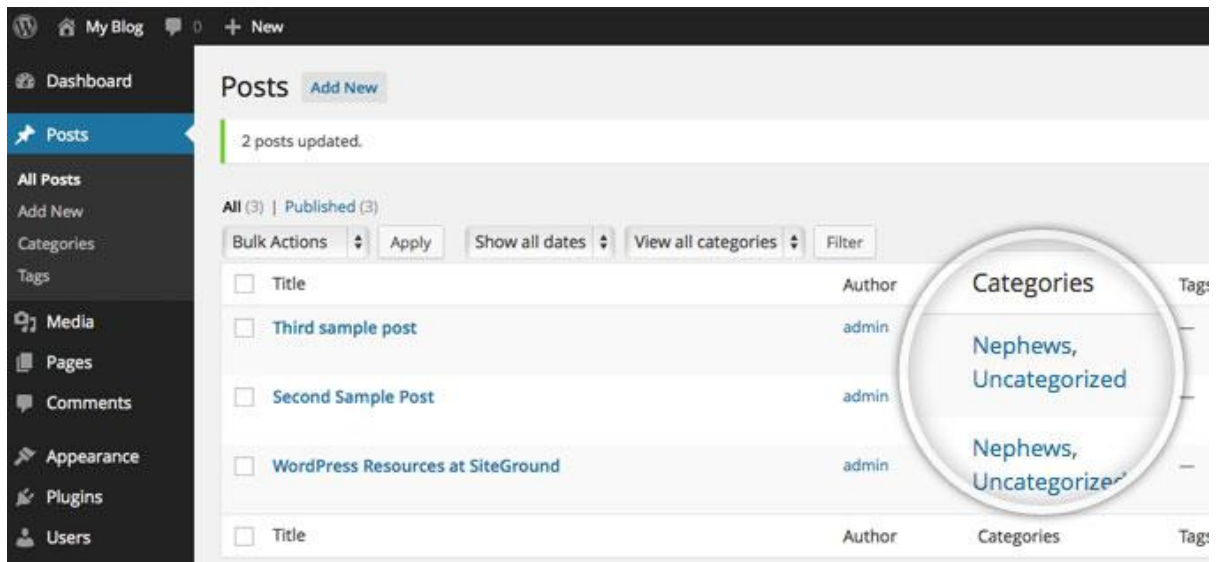 My Blog 0 + New
Dashboard
Posts
All Posts
Add New
Categories
Tags
Media
Pages
Comments
Appearance
Plugins
Users
Posts Add New
2 posts updated.
All (3) | Published (3)
Bulk Actions Apply Show all dates View all categories Filter
Title Author Categories Tags
Third sample post admin Nephews,
Uncategorized —
Second Sample Post admin —
Nephews,
WordPress Resources at SiteGround admin Uncategorized —
Title Author Categories Tags